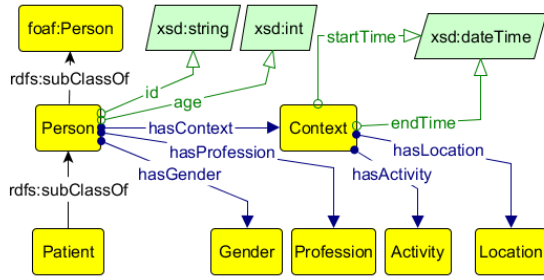 foaf:Person
xsd:string
xsd:int
startTime
xsd:dateTime
rdfs:subClassOf
id
age
Person
hasContext
Context
endTime
hasProfession
hasLocation
rdfs:subClassOf
hasGender
hasActivity
Patient
Gender
Profession
Activity
Location